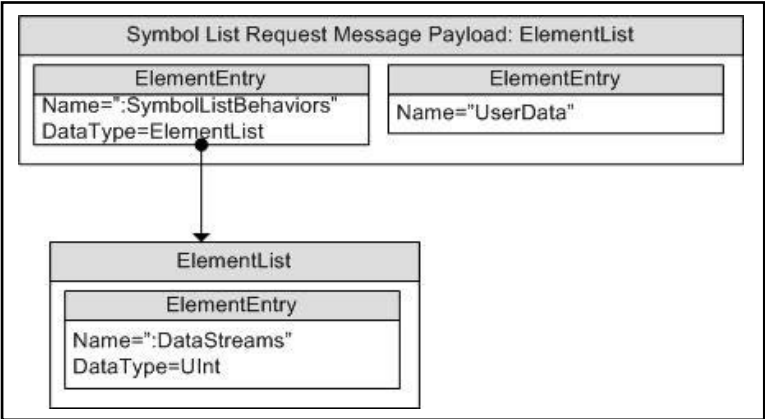 Symbol List Request Message Payload: ElementList
ElementEntry
Name=":SymbolListBehaviors"
DataType=ElementList
ElementEntry
Name="UserData"
ElementList
ElementEntry
Name=":DataStreams"
DataType=UInt